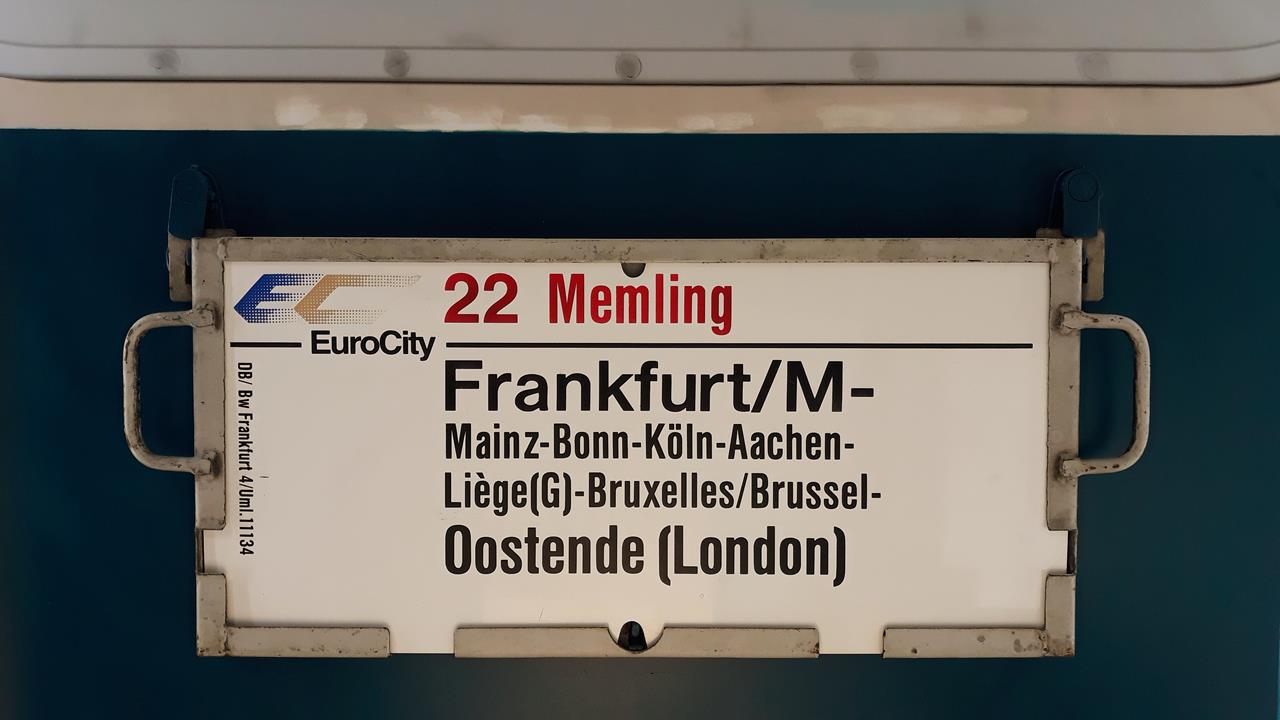 EC
EuroCity
22 Memling
Frankfurt/M-
Mainz-Bonn-Köln-Aachen-
Liège(G)-Bruxelles/Brussel-
Oostende (London)
DB/ Bw Frankfurt 4/Uml.11134